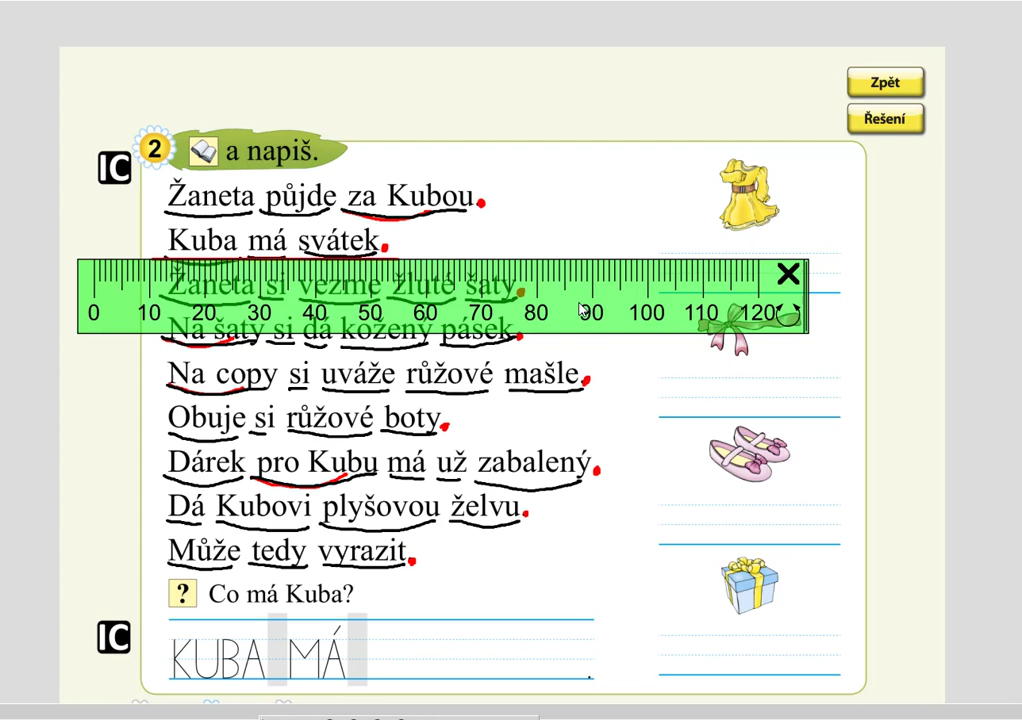 Zpět
Řešení
IC
2 a napiš.
Žaneta půjde za Kubou.
Kuba má svátek.
Žaneta si vezme žluté šaty.
0 10 20 30 40 50 60 70 80 90 100 110 120
Na šaty si dá kožený pásek.
Na copy si uváže růžové mašle.
Obuje si růžové boty.
Dárek pro Kubu má už zabalený.
Dá Kubovi plyšovou želvu.
Může tedy vyrazit.
? Co má Kuba?
IC
KUBA MÁ .